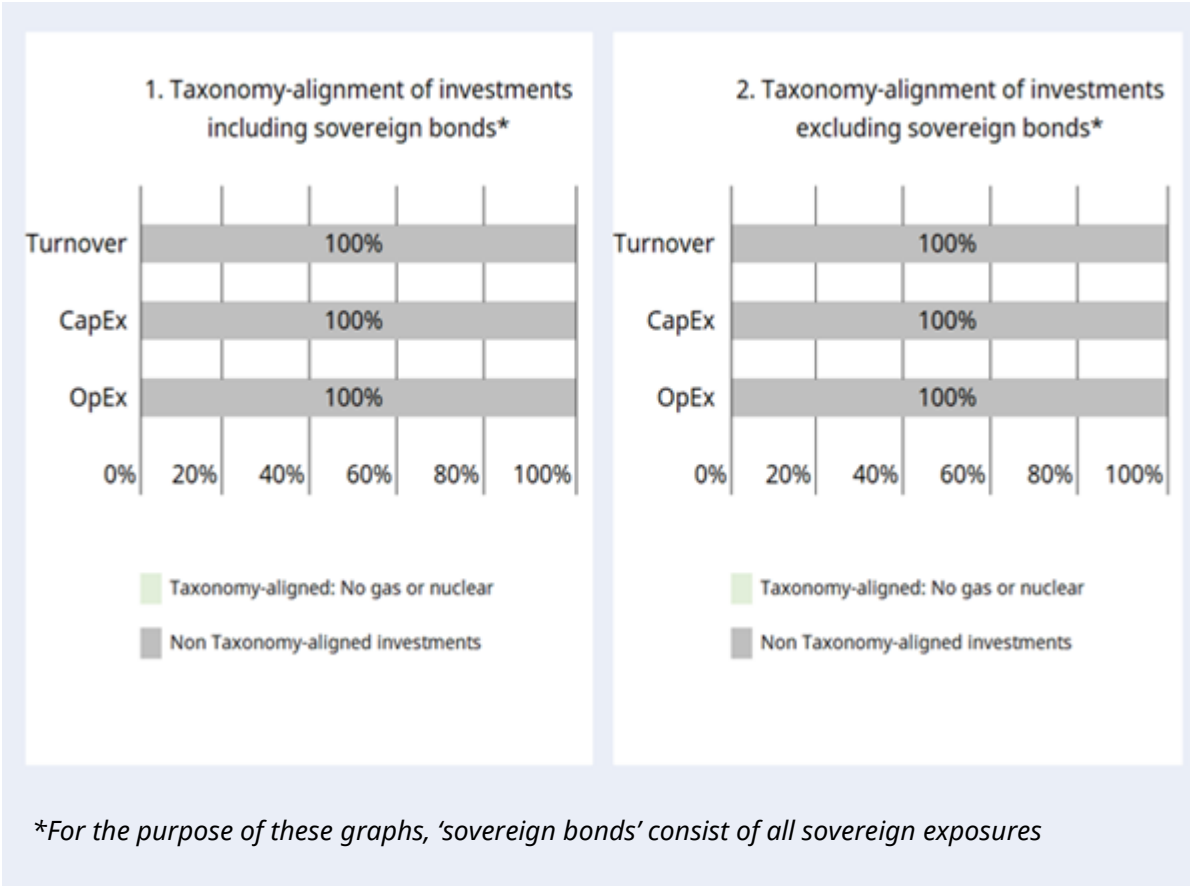 1. Taxonomy-alignment of investments
including sovereign bonds*
Turnover 100%
CapEx 100%
OpEx 100%
0% 20% 40% 60% 80% 100%
Taxonomy-aligned: No gas or nuclear
Non Taxonomy-aligned investments
2. Taxonomy-alignment of investments
excluding sovereign bonds*
Turnover 100%
CapEx 100%
OpEx 100%
0% 20% 40% 60% 80% 100%
Taxonomy-aligned: No gas or nuclear
Non Taxonomy-aligned investments
*For the purpose of these graphs, ‘sovereign bonds’ consist of all sovereign exposures